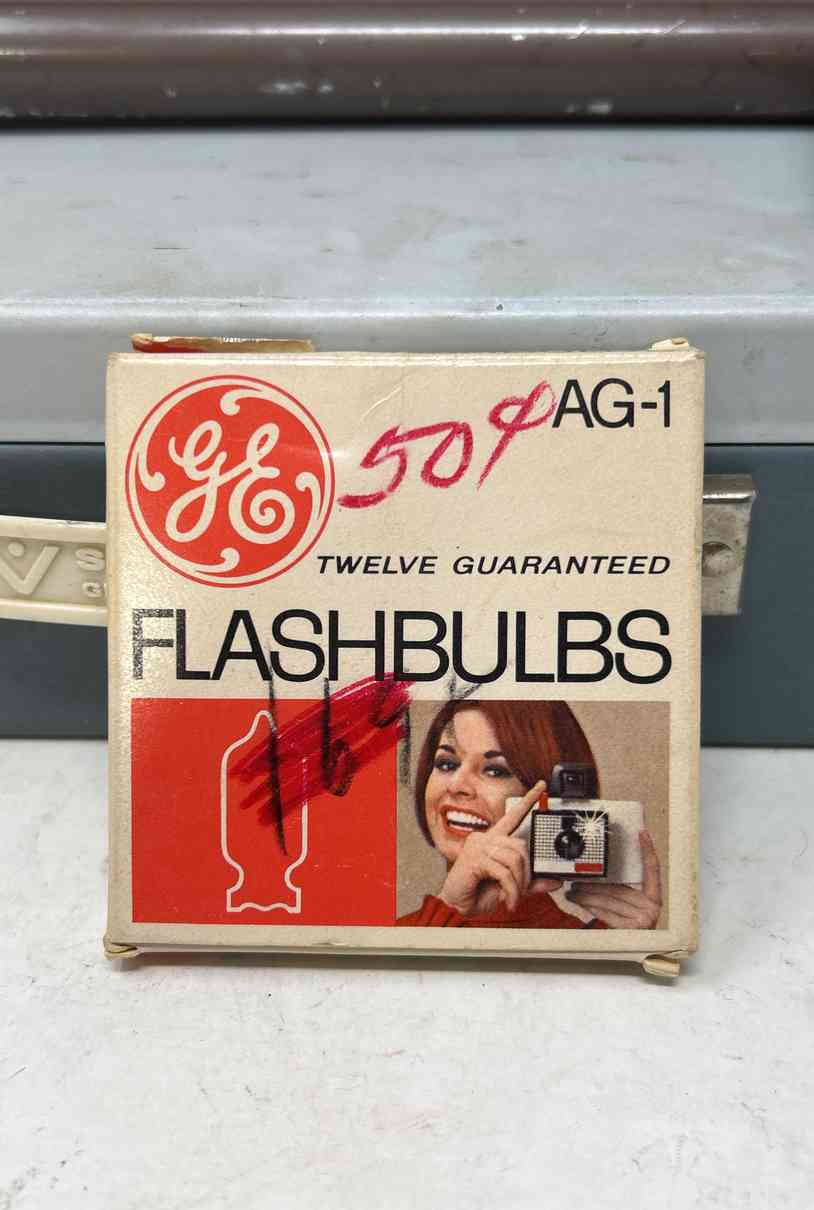 GE
50¢
AG-1
TWELVE GUARANTEED
FLASHBULBS